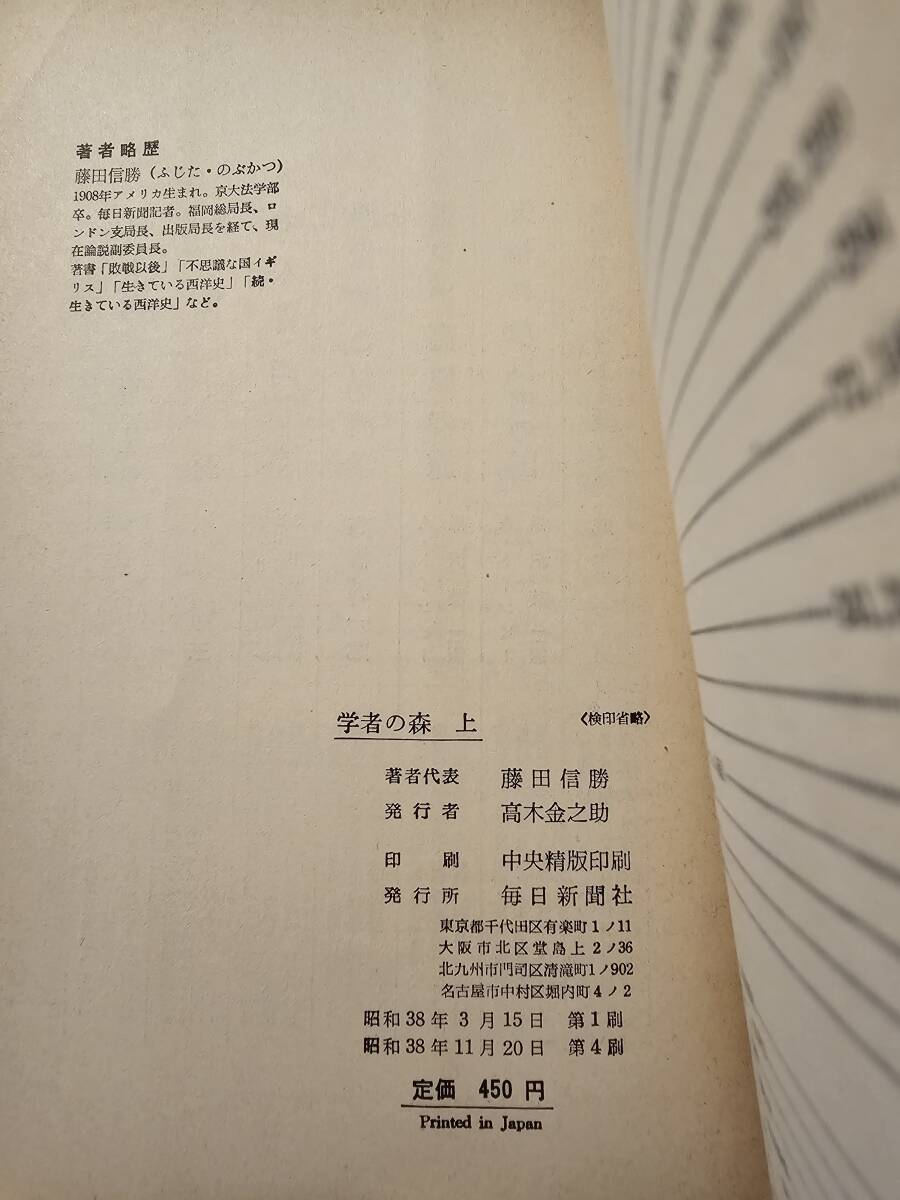 著者略歴
藤田信勝(ふじた・のぶかつ)
1908年アメリカ生まれ。京大法学部
卒。毎日新聞記者。福岡総局長、ロ
ンドン支局長、出版局長を経て、現
在論説副委員長。
著書「敗戦以後」「不思議な国イギ
リス」「生きている西洋史」「続・
生きている西洋史」など。
学者の森 上
〈検印省略〉
著者代表 藤田信勝
発行者 高木金之助
印刷 中央精版印刷
発行所 毎日新聞社
東京都千代田区有楽町1ノ11
大阪市北区堂島上2ノ36
北九州市門司区清滝町1ノ902
名古屋市中村区堀内町4ノ2
昭和38年3月15日 第1刷
昭和38年11月20日 第4刷
定価 450円
Printed in Japan